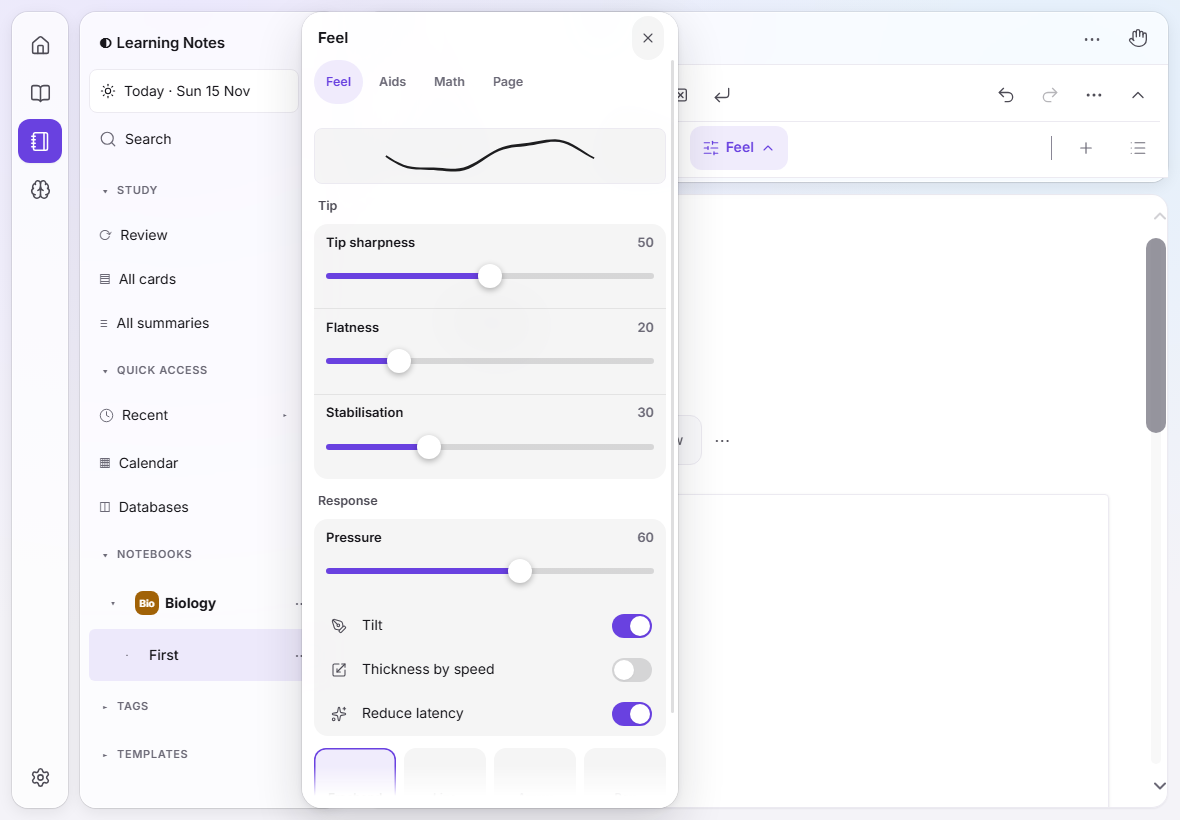 Learning Notes
Today · Sun 15 Nov
Search
STUDY
Review
All cards
All summaries
QUICK ACCESS
Recent
Calendar
Databases
NOTEBOOKS
Bio Biology
First
TAGS
TEMPLATES
Feel
Feel Aids Math Page
Tip
Tip sharpness 50
Flatness 20
Stabilisation 30
Response
Pressure 60
Tilt
Thickness by speed
Reduce latency
Feel